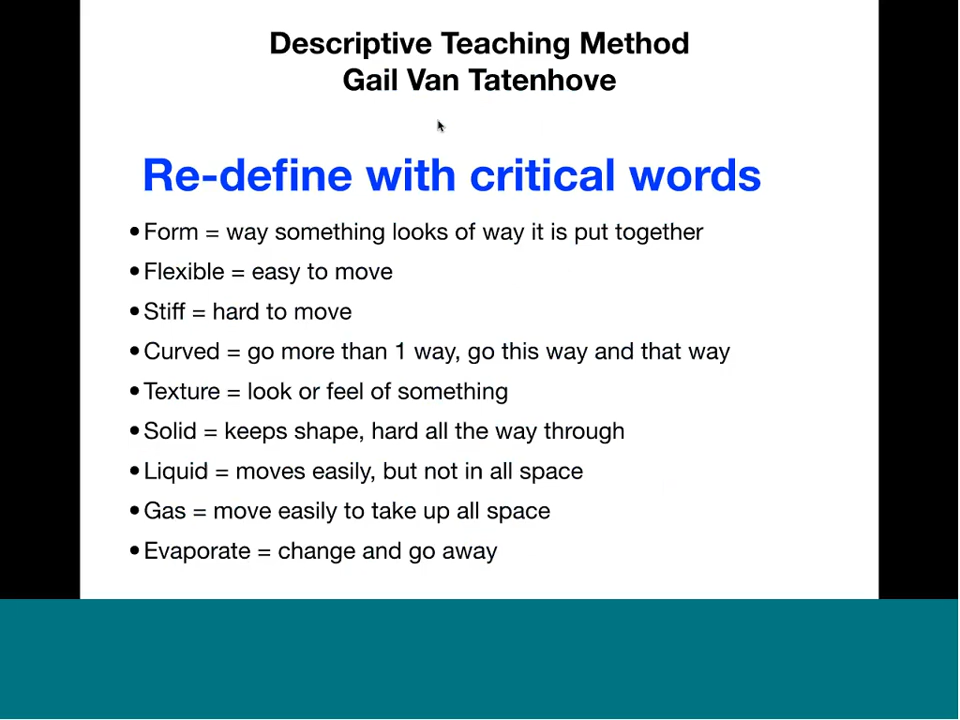 Descriptive Teaching Method
Gail Van Tatenhove
Re-define with critical words
•Form = way something looks of way it is put together
•Flexible = easy to move
•Stiff = hard to move
•Curved = go more than 1 way, go this way and that way
•Texture = look or feel of something
•Solid = keeps shape, hard all the way through
•Liquid = moves easily, but not in all space
•Gas = move easily to take up all space
•Evaporate = change and go away